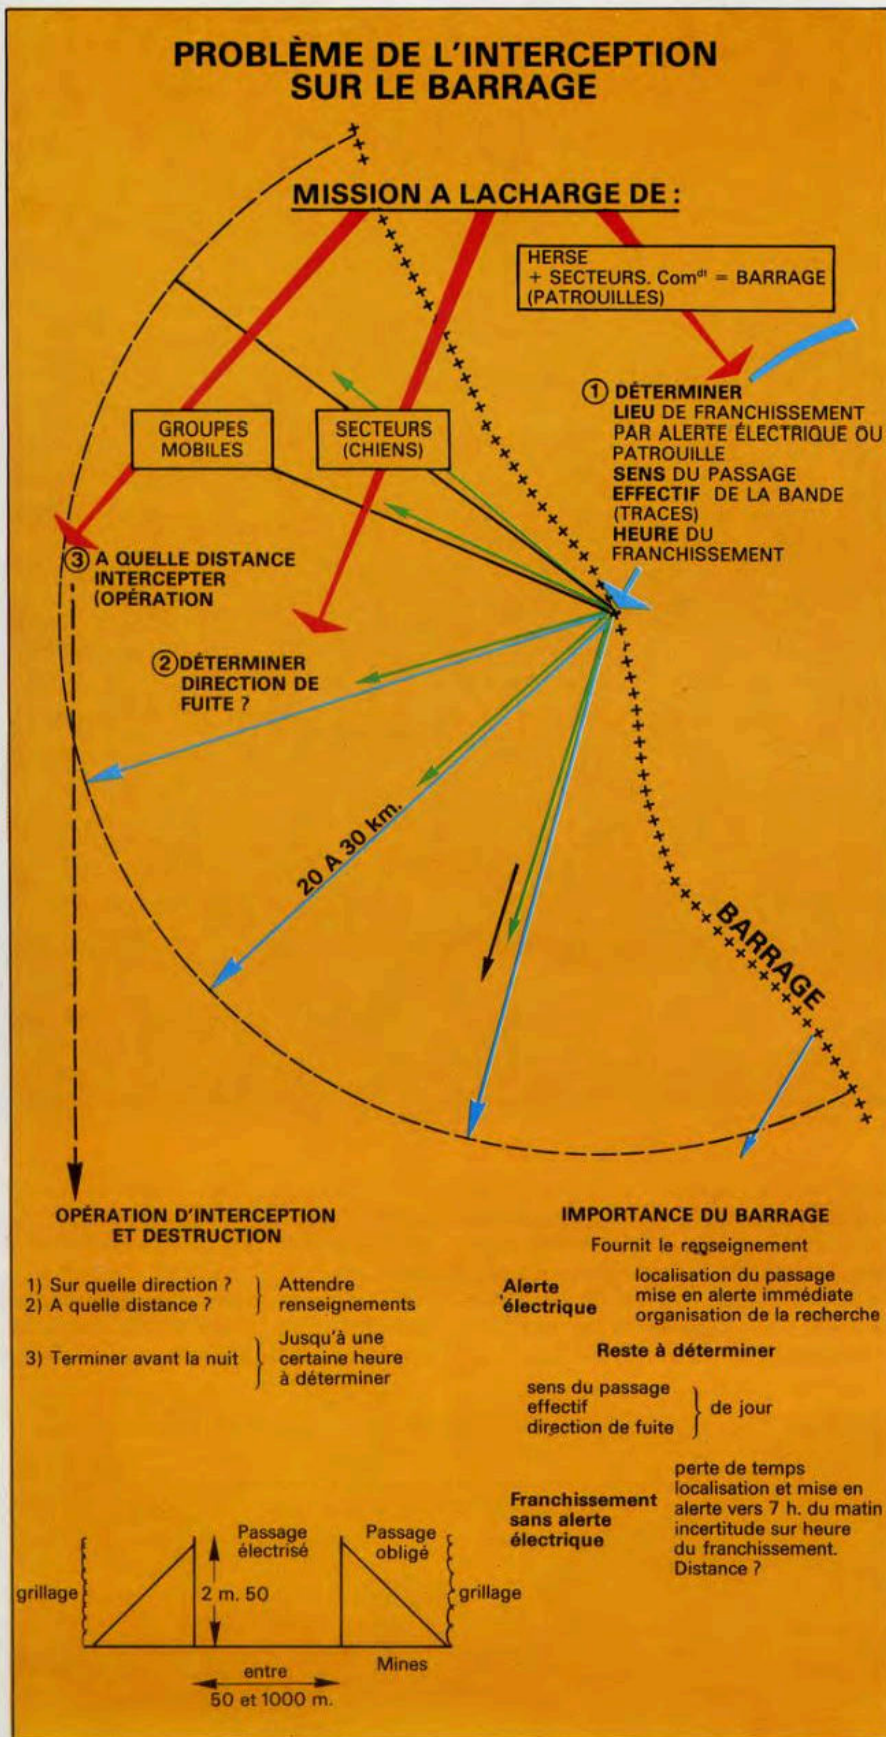 PROBLÈME DE L'INTERCEPTION
SUR LE BARRAGE
MISSION A LACHARGE DE :
HERSE
+ SECTEURS. Comdt = BARRAGE
(PATROUILLES)
① DÉTERMINER
LIEU DE FRANCHISSEMENT
PAR ALERTE ÉLECTRIQUE OU
PATROUILLE
SENS DU PASSAGE
EFFECTIF DE LA BANDE
(TRACES)
HEURE DU
FRANCHISSEMENT
GROUPES
MOBILES
SECTEURS
(CHIENS)
③ A QUELLE DISTANCE
INTERCEPTER
(OPÉRATION
② DÉTERMINER
DIRECTION DE
FUITE ?
20 A 30 km.
BARRAGE
OPÉRATION D'INTERCEPTION
ET DESTRUCTION
1) Sur quelle direction ?
2) A quelle distance ?
Attendre
renseignements
3) Terminer avant la nuit
Jusqu'à une
certaine heure
à déterminer
IMPORTANCE DU BARRAGE
Fournit le renseignement
Alerte
électrique
localisation du passage
mise en alerte immédiate
organisation de la recherche
Reste à déterminer
sens du passage
effectif
direction de fuite
de jour
Franchissement
sans alerte
électrique
perte de temps
localisation et mise en
alerte vers 7 h. du matin
incertitude sur heure
du franchissement.
Distance ?
grillage
Passage
électrisé
2 m. 50
Passage
obligé
grillage
Mines
entre
50 et 1000 m.